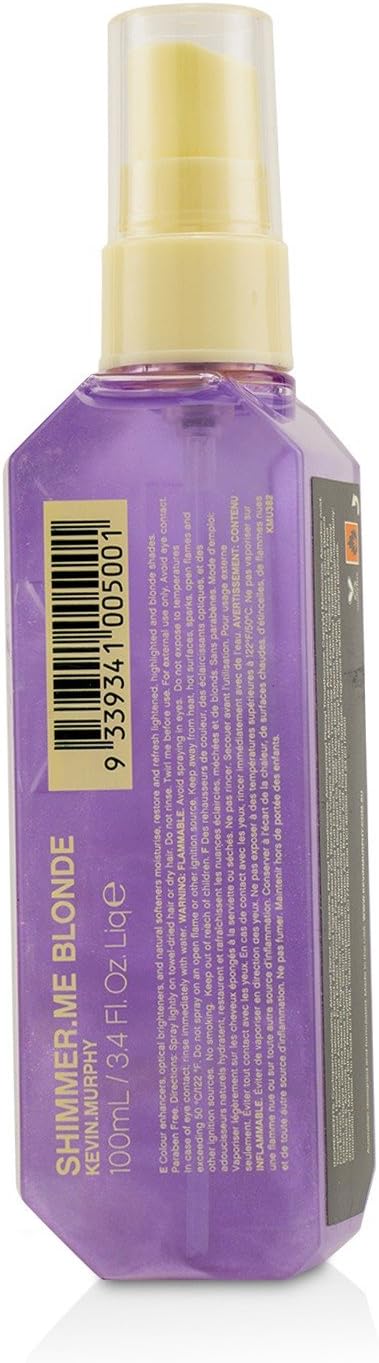 SHIMMER.ME BLONDE
KEVIN.MURPHY
100mL / 3.4 Fl.Oz. Liq e
9 339341 005001
E Colour enhancers, optical brighteners, and natural softeners moisturise, restore and refresh lightened, highlighted and blonde shades.
Paraben Free. Directions: Spray lightly on towel-dried hair or dry hair. Do not rinse. Twirl me before use. For external use only. Avoid eye contact.
In case of eye contact, rinse immediately with water. WARNING: FLAMMABLE. Avoid spraying in eyes. Do not expose to temperatures
exceeding 50 °C/122 °F. Do not spray on an open flame or other ignition source. Keep away from heat, hot surfaces, sparks, open flames and
other ignition sources. No smoking. Keep out of reach of children. F Des rehausseurs de couleur, des éclaircissants optiques, et des
adoucisseurs naturels hydratent, restaurent et rafraîchissent les nuances éclaircies, méchées et de blonds. Sans parabènes. Mode d'emploi:
Vaporiser légèrement sur les cheveux épongés à la serviette ou séchés. Ne pas rincer. Secouer avant l'utilisation. Pour usage externe
seulement. Éviter tout contact avec les yeux. En cas de contact avec les yeux, rincer immédiatement avec de l'eau. AVERTISSEMENT: CONTENU
INFLAMMABLE. Éviter de vaporiser en direction des yeux. Ne pas exposer à des températures supérieures à 122°F/50°C. Ne pas vaporiser sur
une flamme nue ou sur toute autre source d'inflammation. Conserver à l'écart de la chaleur, de surfaces chaudes, d'étincelles, de flammes nues
et de toute autre source d'inflammation. Ne pas fumer. Maintenir hors de portée des enfants.
KMU382